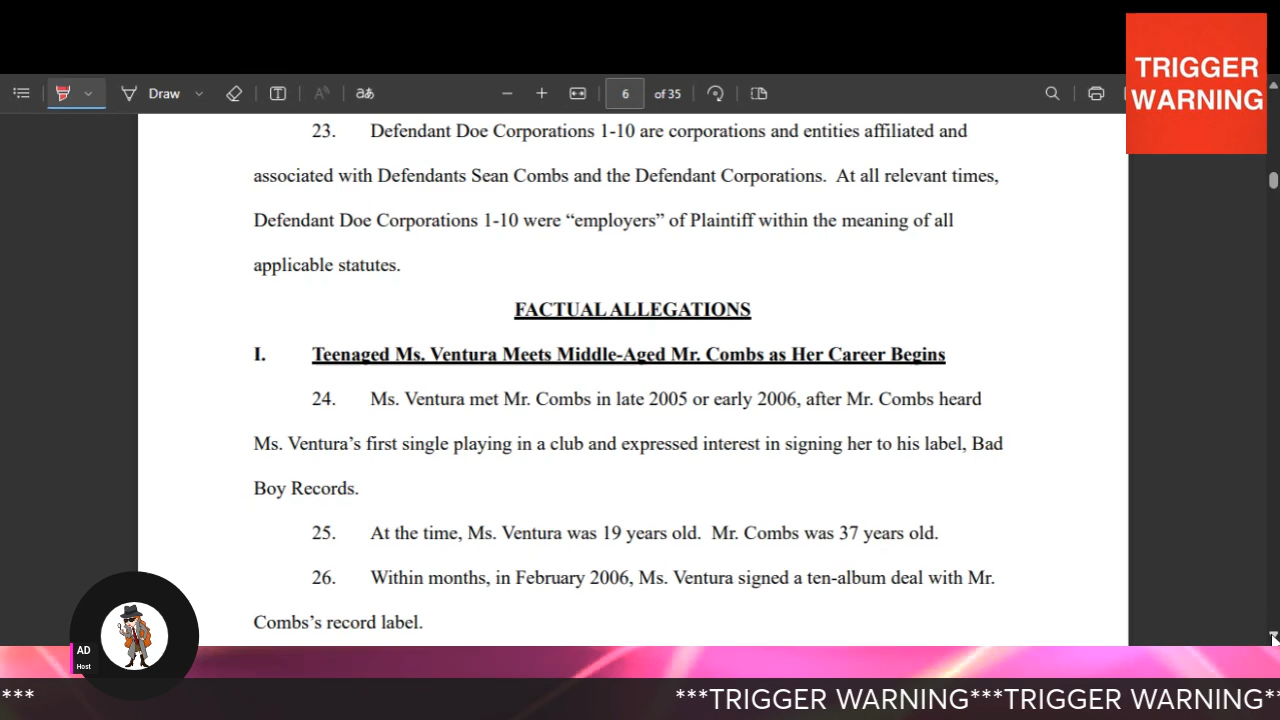 TRIGGER
WARNING
Draw
6 of 35
23. Defendant Doe Corporations 1-10 are corporations and entities affiliated and
associated with Defendants Sean Combs and the Defendant Corporations. At all relevant times,
Defendant Doe Corporations 1-10 were “employers” of Plaintiff within the meaning of all
applicable statutes.
FACTUAL ALLEGATIONS
I. Teenaged Ms. Ventura Meets Middle-Aged Mr. Combs as Her Career Begins
24. Ms. Ventura met Mr. Combs in late 2005 or early 2006, after Mr. Combs heard
Ms. Ventura’s first single playing in a club and expressed interest in signing her to his label, Bad
Boy Records.
25. At the time, Ms. Ventura was 19 years old. Mr. Combs was 37 years old.
26. Within months, in February 2006, Ms. Ventura signed a ten-album deal with Mr.
Combs’s record label.
AD
Host
*** ***TRIGGER WARNING***TRIGGER WARNING**